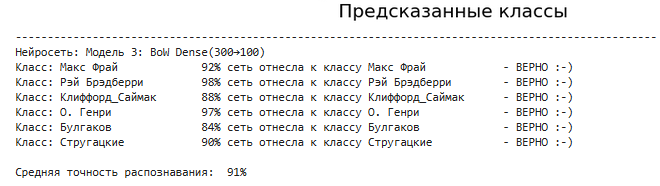 Предсказанные классы
----------------------------------------------------------------------------------------------------
Нейросеть: Модель 3: BoW Dense(300→100)
Класс: Макс Фрай 92% сеть отнесла к классу Макс Фрай - ВЕРНО :-)
Класс: Рэй Брэдберри 98% сеть отнесла к классу Рэй Брэдберри - ВЕРНО :-)
Класс: Клиффорд_Саймак 88% сеть отнесла к классу Клиффорд_Саймак - ВЕРНО :-)
Класс: О. Генри 97% сеть отнесла к классу О. Генри - ВЕРНО :-)
Класс: Булгаков 84% сеть отнесла к классу Булгаков - ВЕРНО :-)
Класс: Стругацкие 90% сеть отнесла к классу Стругацкие - ВЕРНО :-)
Средняя точность распознавания: 91%